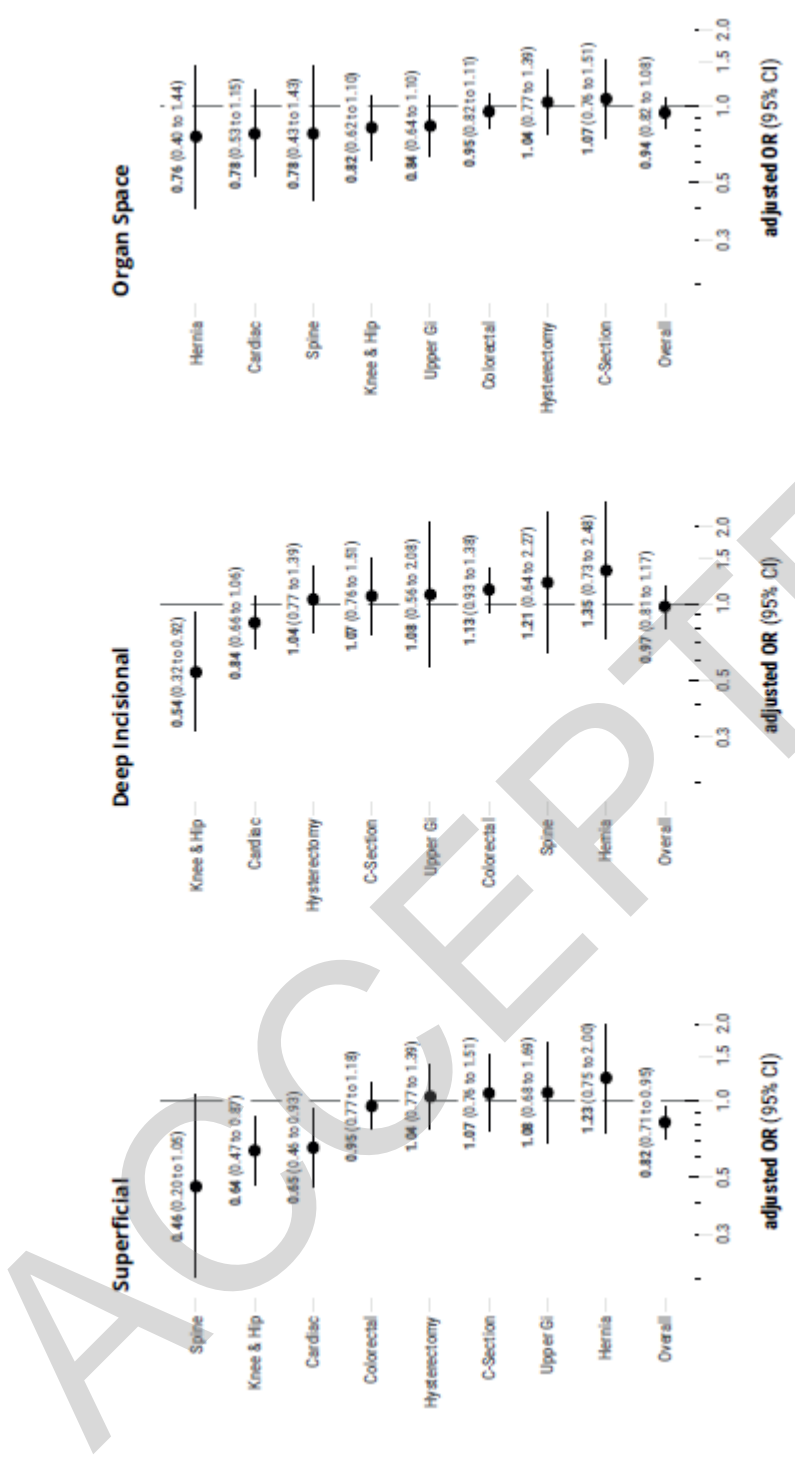 Superficial
Spine
0.46 (0.20 to 1.05)
Knee & Hip
0.64 (0.47 to 0.87)
Cardiac
0.65 (0.46 to 0.93)
Colorectal
0.95 (0.77 to 1.18)
Hysterectomy
1.04 (0.77 to 1.39)
C-Section
1.07 (0.76 to 1.51)
Upper Gi
1.08 (0.68 to 1.69)
Hernia
1.23 (0.75 to 2.00)
Overall
0.82 (0.71 to 0.95)
0.3 0.5 1.0 1.5 2.0
adjusted OR (95% CI)
Deep Incisional
Knee & Hip
0.54 (0.32 to 0.92)
Cardiac
0.84 (0.66 to 1.06)
Hysterectomy
1.04 (0.77 to 1.39)
C-Section
1.07 (0.76 to 1.51)
Upper Gi
1.08 (0.56 to 2.08)
Colorectal
1.13 (0.93 to 1.38)
Spine
1.21 (0.64 to 2.27)
Hernia
1.35 (0.73 to 2.48)
Overall
0.97 (0.81 to 1.17)
0.3 0.5 1.0 1.5 2.0
adjusted OR (95% CI)
Organ Space
Hernia
0.76 (0.40 to 1.44)
Cardiac
0.78 (0.53 to 1.15)
Spine
0.78 (0.43 to 1.43)
Knee & Hip
0.82 (0.62 to 1.10)
Upper Gi
0.84 (0.64 to 1.10)
Colorectal
0.95 (0.82 to 1.11)
Hysterectomy
1.04 (0.77 to 1.39)
C-Section
1.07 (0.76 to 1.51)
Overall
0.94 (0.82 to 1.08)
0.3 0.5 1.0 1.5 2.0
adjusted OR (95% CI)
ACCEPT